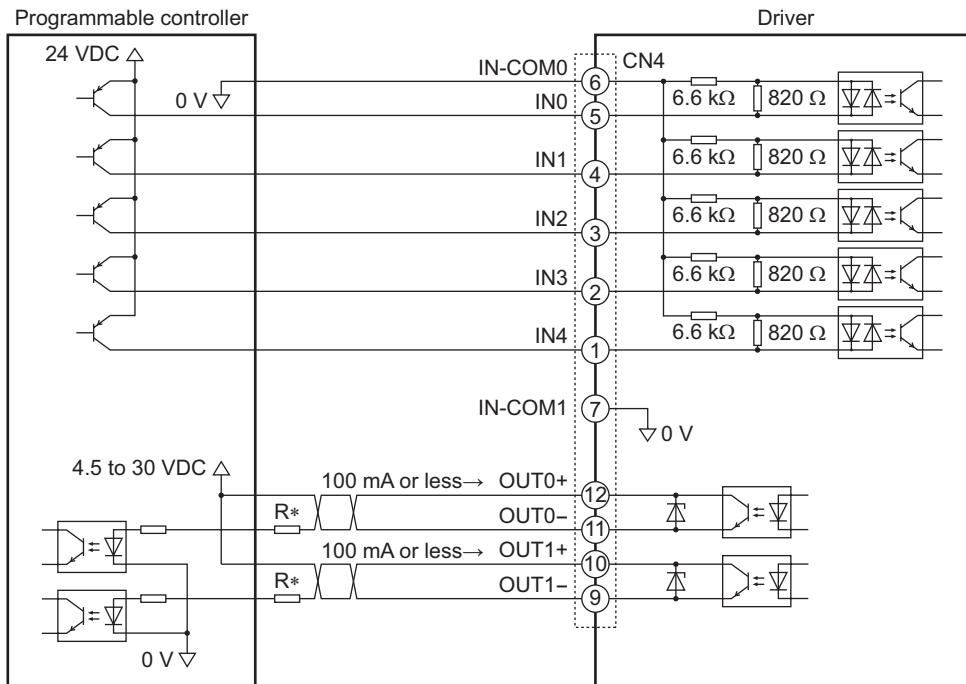 Programmable controller
Driver
24 VDC
0 V
IN-COM0
6
CN4
IN0
5
6.6 kΩ
820 Ω
IN1
4
6.6 kΩ
820 Ω
IN2
3
6.6 kΩ
820 Ω
IN3
2
6.6 kΩ
820 Ω
IN4
1
6.6 kΩ
820 Ω
IN-COM1
7
0 V
4.5 to 30 VDC
100 mA or less→
OUT0+
12
R*
OUT0−
11
100 mA or less→
OUT1+
10
R*
OUT1−
9
0 V